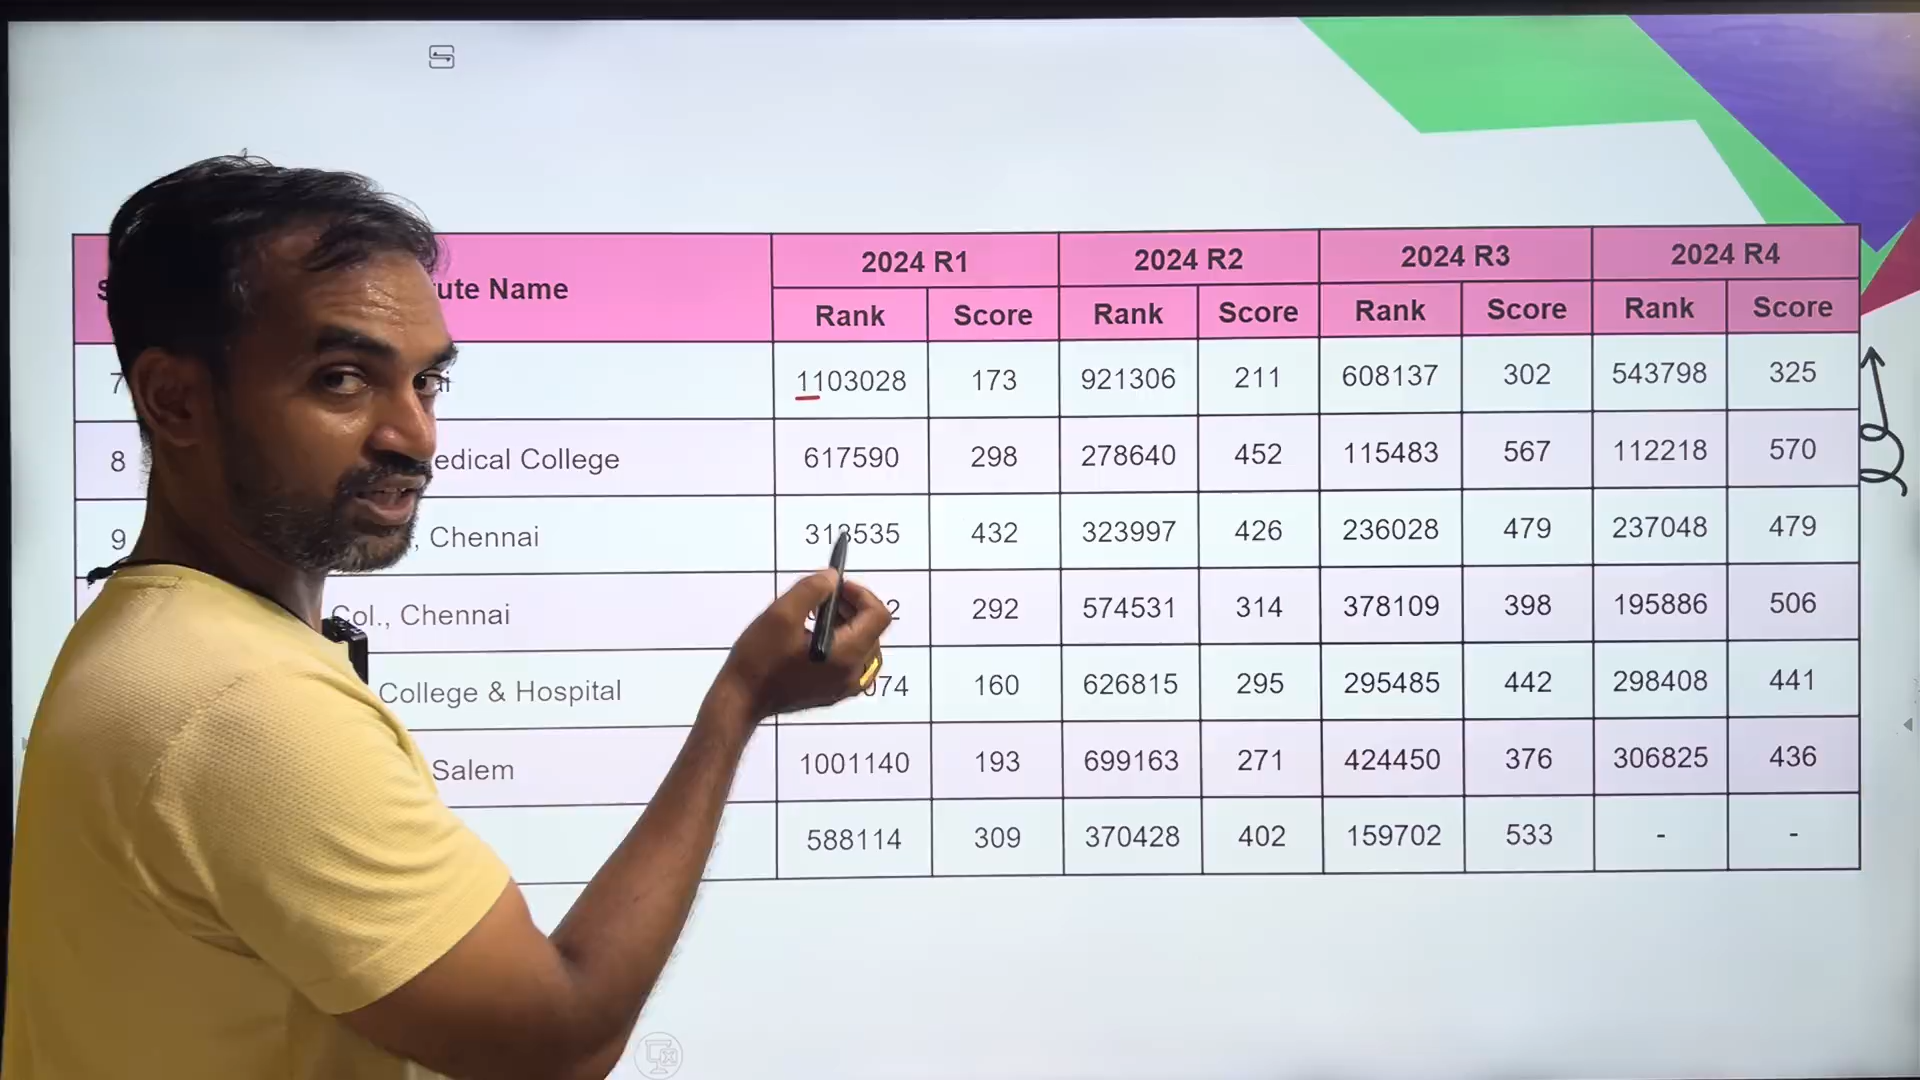 S ute Name 2024 R1 2024 R2 2024 R3 2024 R4
Rank Score Rank Score Rank Score Rank Score
7 1103028 173 921306 211 608137 302 543798 325
8 edical College 617590 298 278640 452 115483 567 112218 570
9 , Chennai 313535 432 323997 426 236028 479 237048 479
Col., Chennai 2 292 574531 314 378109 398 195886 506
College & Hospital 074 160 626815 295 295485 442 298408 441
Salem 1001140 193 699163 271 424450 376 306825 436
588114 309 370428 402 159702 533 - -